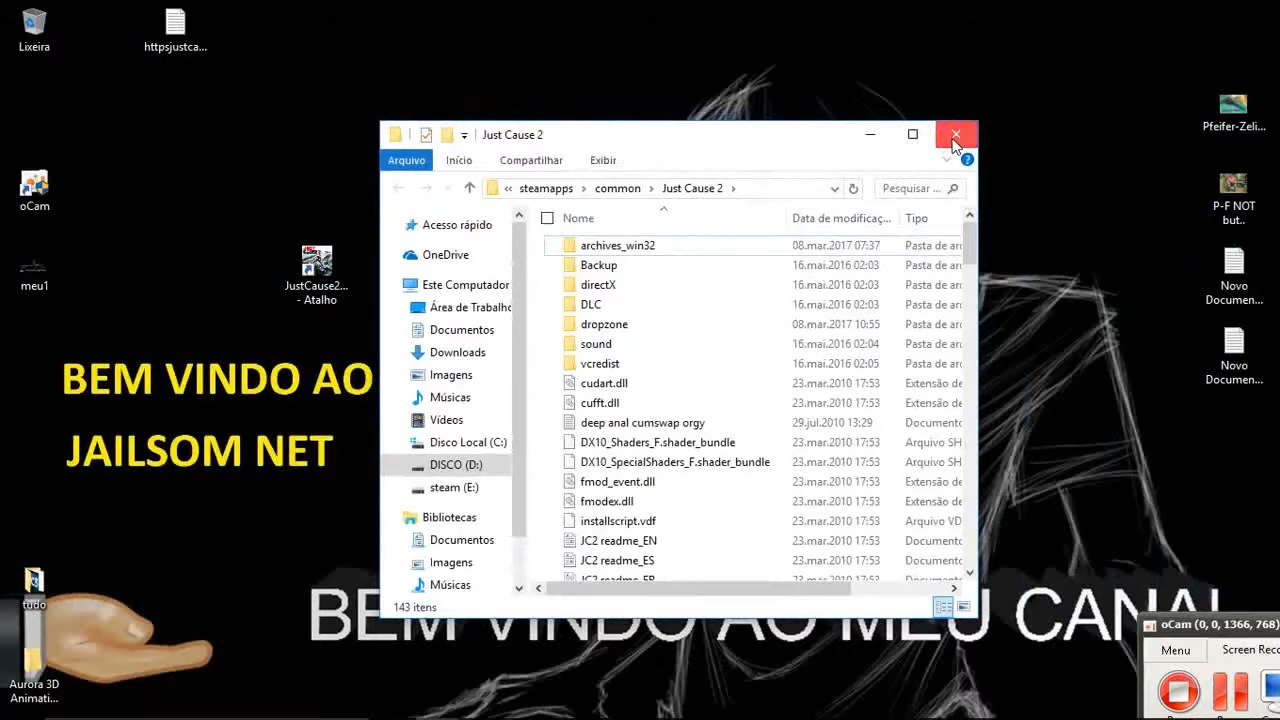 Lixeira
httpsjustca...
oCam
meu1
JustCause2...
- Atalho
BEM VINDO AO
JAILSOM NET
tudo
Aurora 3D
Animati...
Pfeifer-Zeli...
P-F NOT
but..
Novo
Documen...
Novo
Documen...
Just Cause 2
Arquivo Início Compartilhar Exibir
« steamapps > common > Just Cause 2 > Pesquisar ...
Acesso rápido
OneDrive
Este Computador
Área de Trabalho
Documentos
Downloads
Imagens
Músicas
Vídeos
Disco Local (C:)
DISCO (D:)
steam (E:)
Bibliotecas
Documentos
Imagens
Músicas
Nome Data de modificaç... Tipo
archives_win32 08.mar.2017 07:37 Pasta de arq
Backup 16.mai.2016 02:03 Pasta de arq
directX 16.mai.2016 02:03 Pasta de arq
DLC 16.mai.2016 02:03 Pasta de arq
dropzone 08.mar.2017 10:55 Pasta de arq
sound 16.mai.2016 02:04 Pasta de arq
vcredist 16.mai.2016 02:05 Pasta de arq
cudart.dll 23.mar.2010 17:53 Extensão de
cufft.dll 23.mar.2010 17:53 Extensão de
deep anal cumswap orgy 29.jul.2010 13:29 Documento
DX10_Shaders_F.shader_bundle 23.mar.2010 17:53 Arquivo SH
DX10_SpecialShaders_F.shader_bundle 23.mar.2010 17:53 Arquivo SH
fmod_event.dll 23.mar.2010 17:53 Extensão de
fmodex.dll 23.mar.2010 17:53 Extensão de
installscript.vdf 23.mar.2010 17:53 Arquivo VD
JC2 readme_EN 23.mar.2010 17:53 Documento
JC2 readme_ES 23.mar.2010 17:53 Documento
143 itens
BEM VINDO AO MEU CANAL
oCam (0, 0, 1366, 768)
Menu Screen Reco